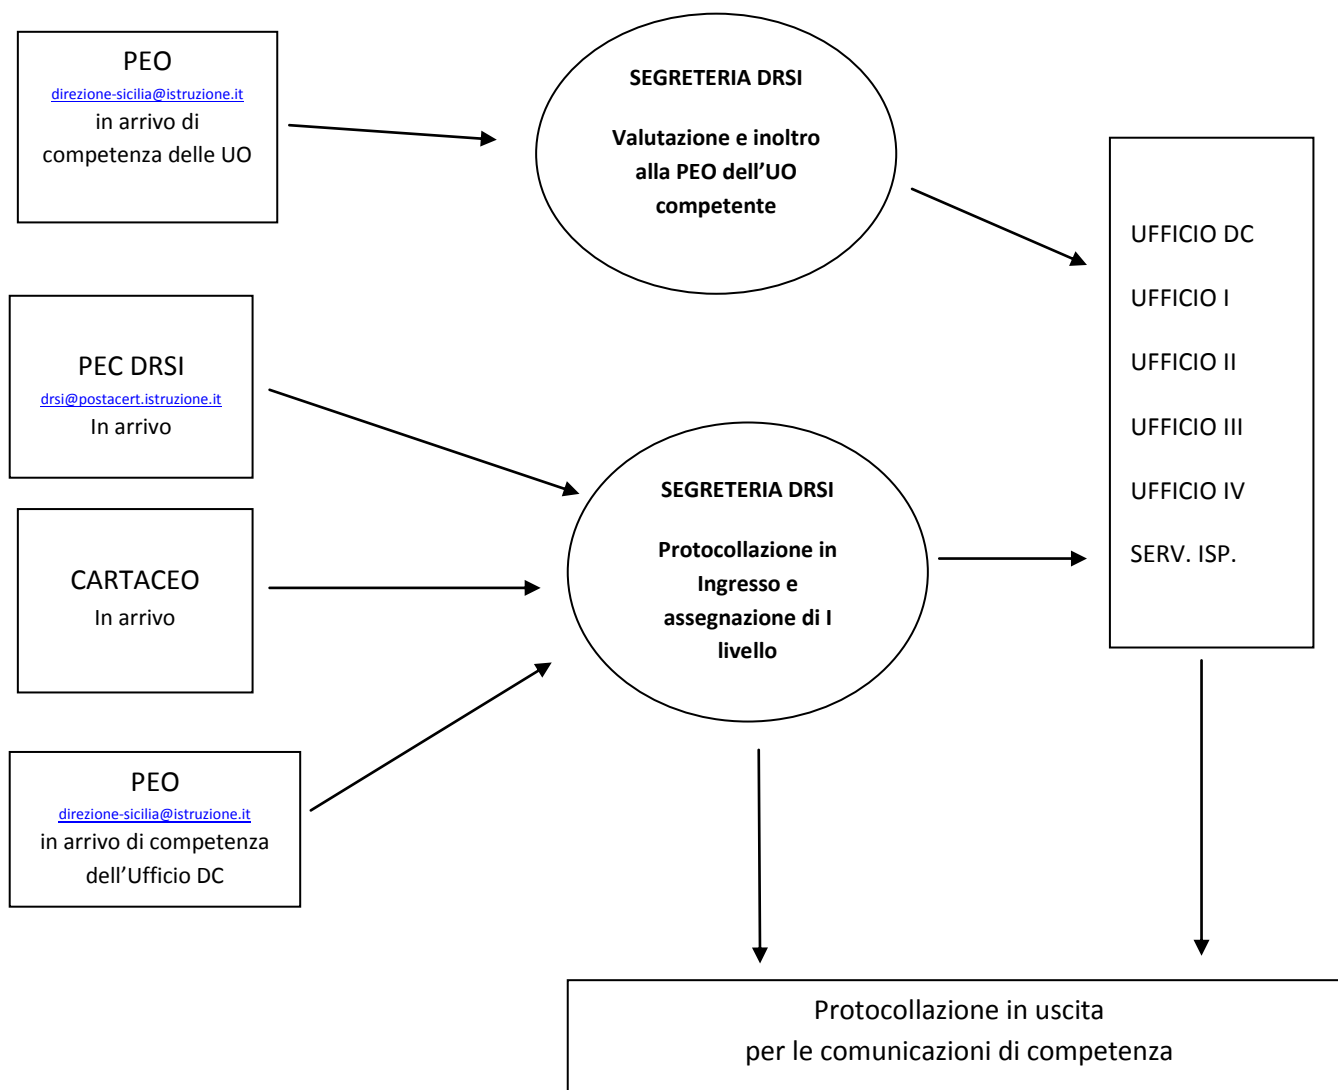 PEO
direzione-sicilia@istruzione.it
in arrivo di
competenza delle UO
SEGRETERIA DRSI
Valutazione e inoltro
alla PEO dell’UO
competente
PEC DRSI
drsi@postacert.istruzione.it
In arrivo
CARTACEO
In arrivo
PEO
direzione-sicilia@istruzione.it
in arrivo di competenza
dell’Ufficio DC
SEGRETERIA DRSI
Protocollazione in
Ingresso e
assegnazione di I
livello
UFFICIO DC
UFFICIO I
UFFICIO II
UFFICIO III
UFFICIO IV
SERV. ISP.
Protocollazione in uscita
per le comunicazioni di competenza